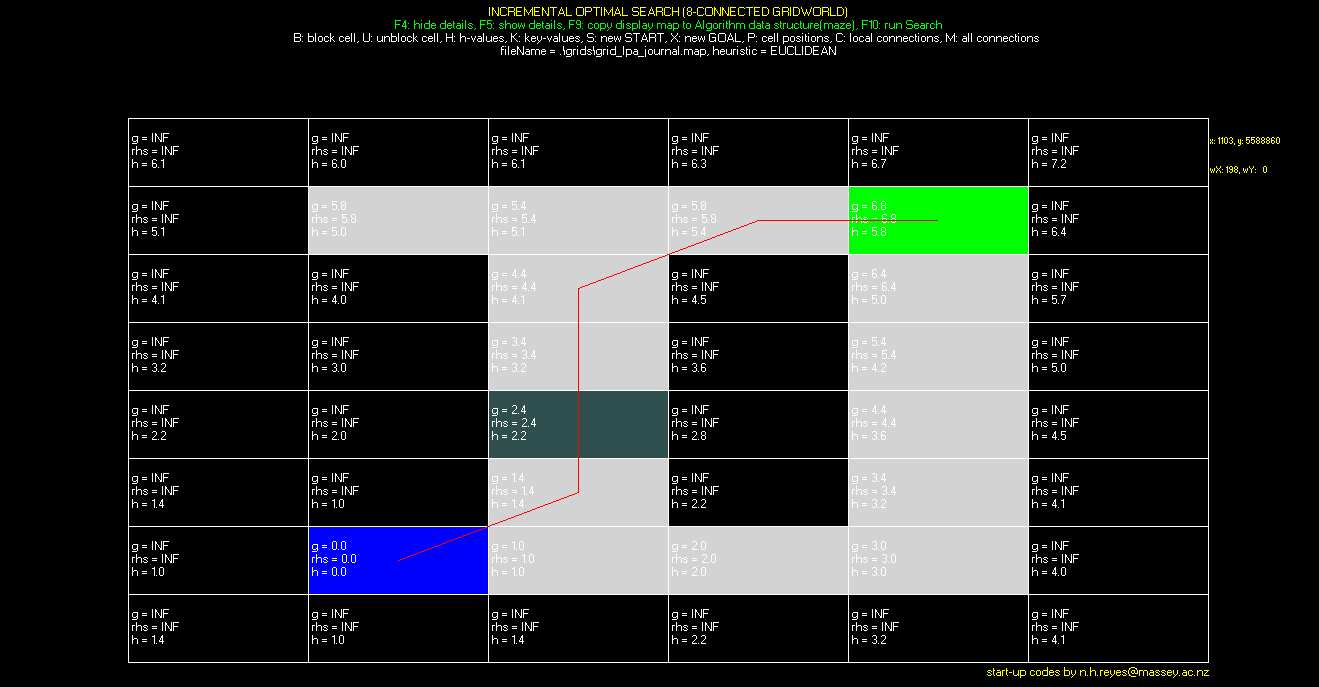 INCREMENTAL OPTIMAL SEARCH (8-CONNECTED GRIDWORLD)
F4: hide details, F5: show details, F9: copy display map to Algorithm data structure(maze), F10: run Search
B: block cell, U: unblock cell, H: h-values, K: key-values, S: new START, X: new GOAL, P: cell positions, C: local connections, M: all connections
fileName = .\grids\grid_lpa_journal.map, heuristic = EUCLIDEAN
g = INF g = INF g = INF g = INF g = INF g = INF
rhs = INF rhs = INF rhs = INF rhs = INF rhs = INF rhs = INF
h = 6.1 h = 6.0 h = 6.1 h = 6.3 h = 6.7 h = 7.2
x: 1103, y: 5588860
wX: 198, wY: 0
g = INF g = 5.8 g = 5.4 g = 5.8 g = 6.8 g = INF
rhs = INF rhs = 5.8 rhs = 5.4 rhs = 5.8 rhs = 6.8 rhs = INF
h = 5.1 h = 5.0 h = 5.1 h = 5.4 h = 5.8 h = 6.4
g = INF g = INF g = 4.4 g = INF g = 6.4 g = INF
rhs = INF rhs = INF rhs = 4.4 rhs = INF rhs = 6.4 rhs = INF
h = 4.1 h = 4.0 h = 4.1 h = 4.5 h = 5.0 h = 5.7
g = INF g = INF g = 3.4 g = INF g = 5.4 g = INF
rhs = INF rhs = INF rhs = 3.4 rhs = INF rhs = 5.4 rhs = INF
h = 3.2 h = 3.0 h = 3.2 h = 3.6 h = 4.2 h = 5.0
g = INF g = INF g = 2.4 g = INF g = 4.4 g = INF
rhs = INF rhs = INF rhs = 2.4 rhs = INF rhs = 4.4 rhs = INF
h = 2.2 h = 2.0 h = 2.2 h = 2.8 h = 3.6 h = 4.5
g = INF g = INF g = 1.4 g = INF g = 3.4 g = INF
rhs = INF rhs = INF rhs = 1.4 rhs = INF rhs = 3.4 rhs = INF
h = 1.4 h = 1.0 h = 1.4 h = 2.2 h = 3.2 h = 4.1
g = INF g = 0.0 g = 1.0 g = 2.0 g = 3.0 g = INF
rhs = INF rhs = 0.0 rhs = 1.0 rhs = 2.0 rhs = 3.0 rhs = INF
h = 1.0 h = 0.0 h = 1.0 h = 2.0 h = 3.0 h = 4.0
g = INF g = INF g = INF g = INF g = INF g = INF
rhs = INF rhs = INF rhs = INF rhs = INF rhs = INF rhs = INF
h = 1.4 h = 1.0 h = 1.4 h = 2.2 h = 3.2 h = 4.1
start-up codes by n.h.reyes@massey.ac.nz